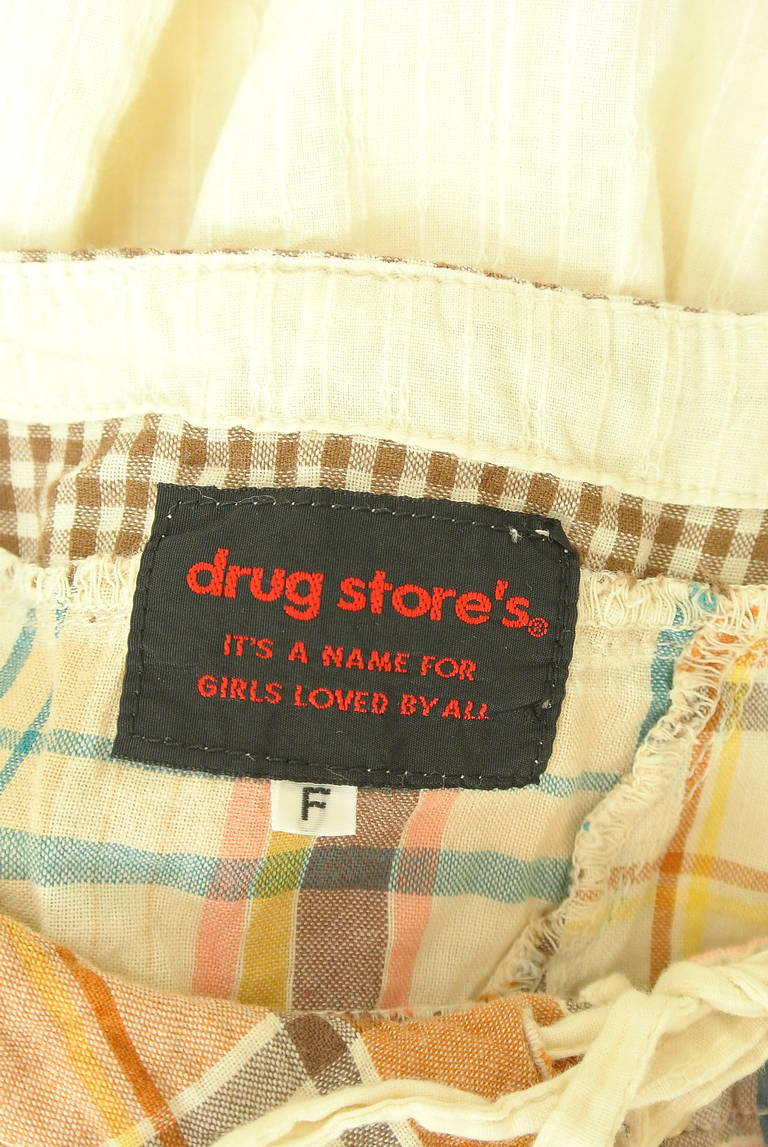 drug store's®
IT'S A NAME FOR
GIRLS LOVED BY ALL
F